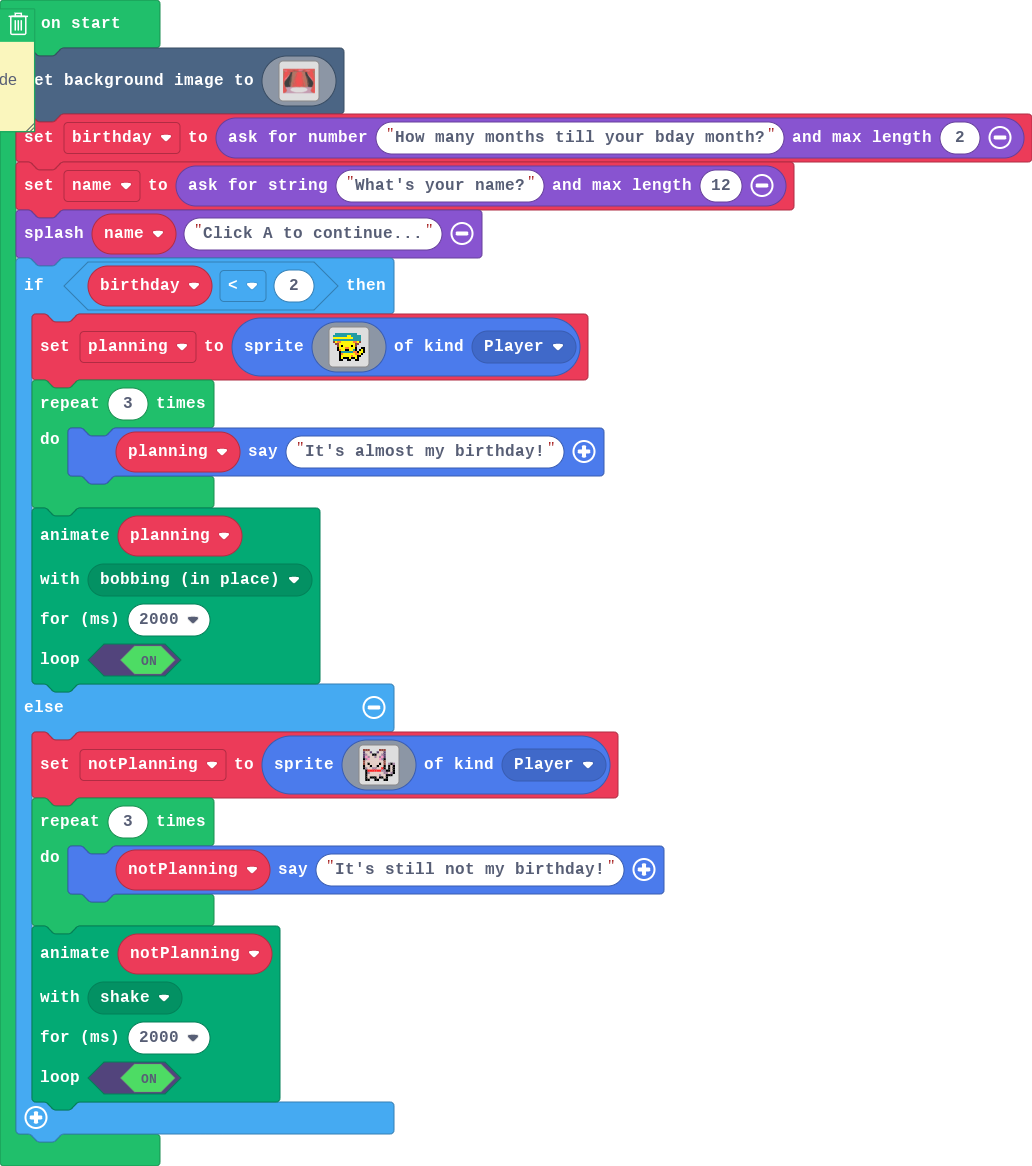 on start
de
et background image to
set birthday to ask for number "How many months till your bday month?" and max length 2
set name to ask for string "What's your name?" and max length 12
splash name "Click A to continue..."
if birthday < 2 then
set planning to sprite of kind Player
repeat 3 times
do planning say "It's almost my birthday!"
animate planning
with bobbing (in place)
for (ms) 2000
loop ON
else
set notPlanning to sprite of kind Player
repeat 3 times
do notPlanning say "It's still not my birthday!"
animate notPlanning
with shake
for (ms) 2000
loop ON